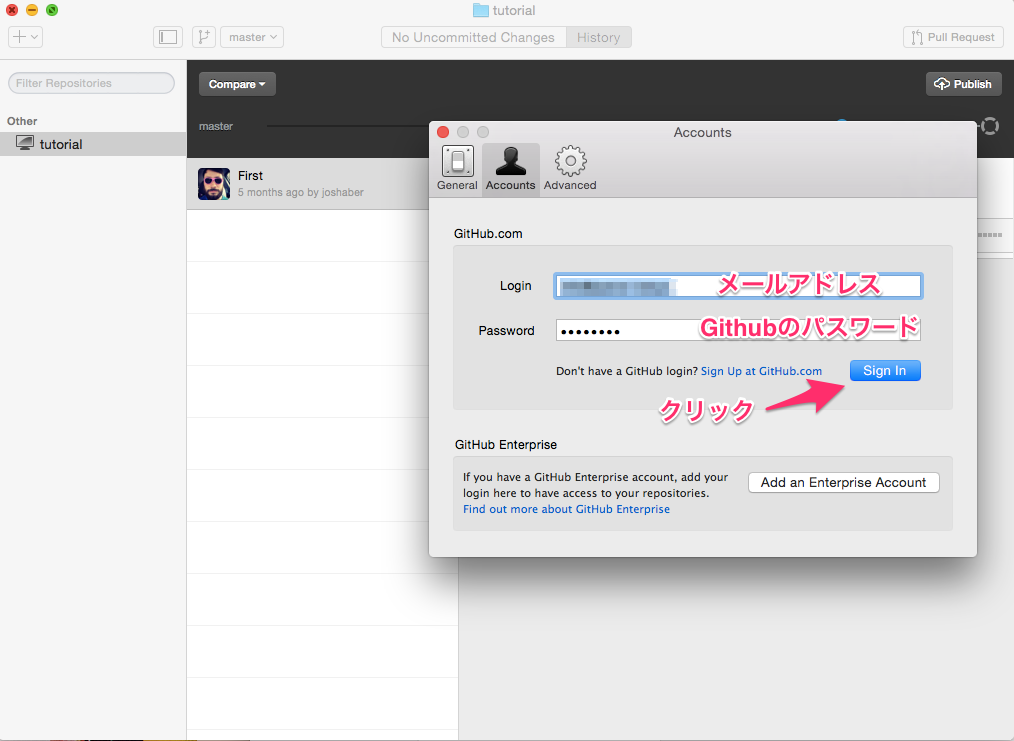 tutorial
master
No Uncommitted Changes
History
Pull Request
Filter Repositories
Compare
Publish
Other
tutorial
master
First
5 months ago by joshaber
Accounts
General
Accounts
Advanced
GitHub.com
Login
メールアドレス
Password
Githubのパスワード
Don't have a GitHub login? Sign Up at GitHub.com
Sign In
クリック
GitHub Enterprise
If you have a GitHub Enterprise account, add your
login here to have access to your repositories.
Find out more about GitHub Enterprise
Add an Enterprise Account